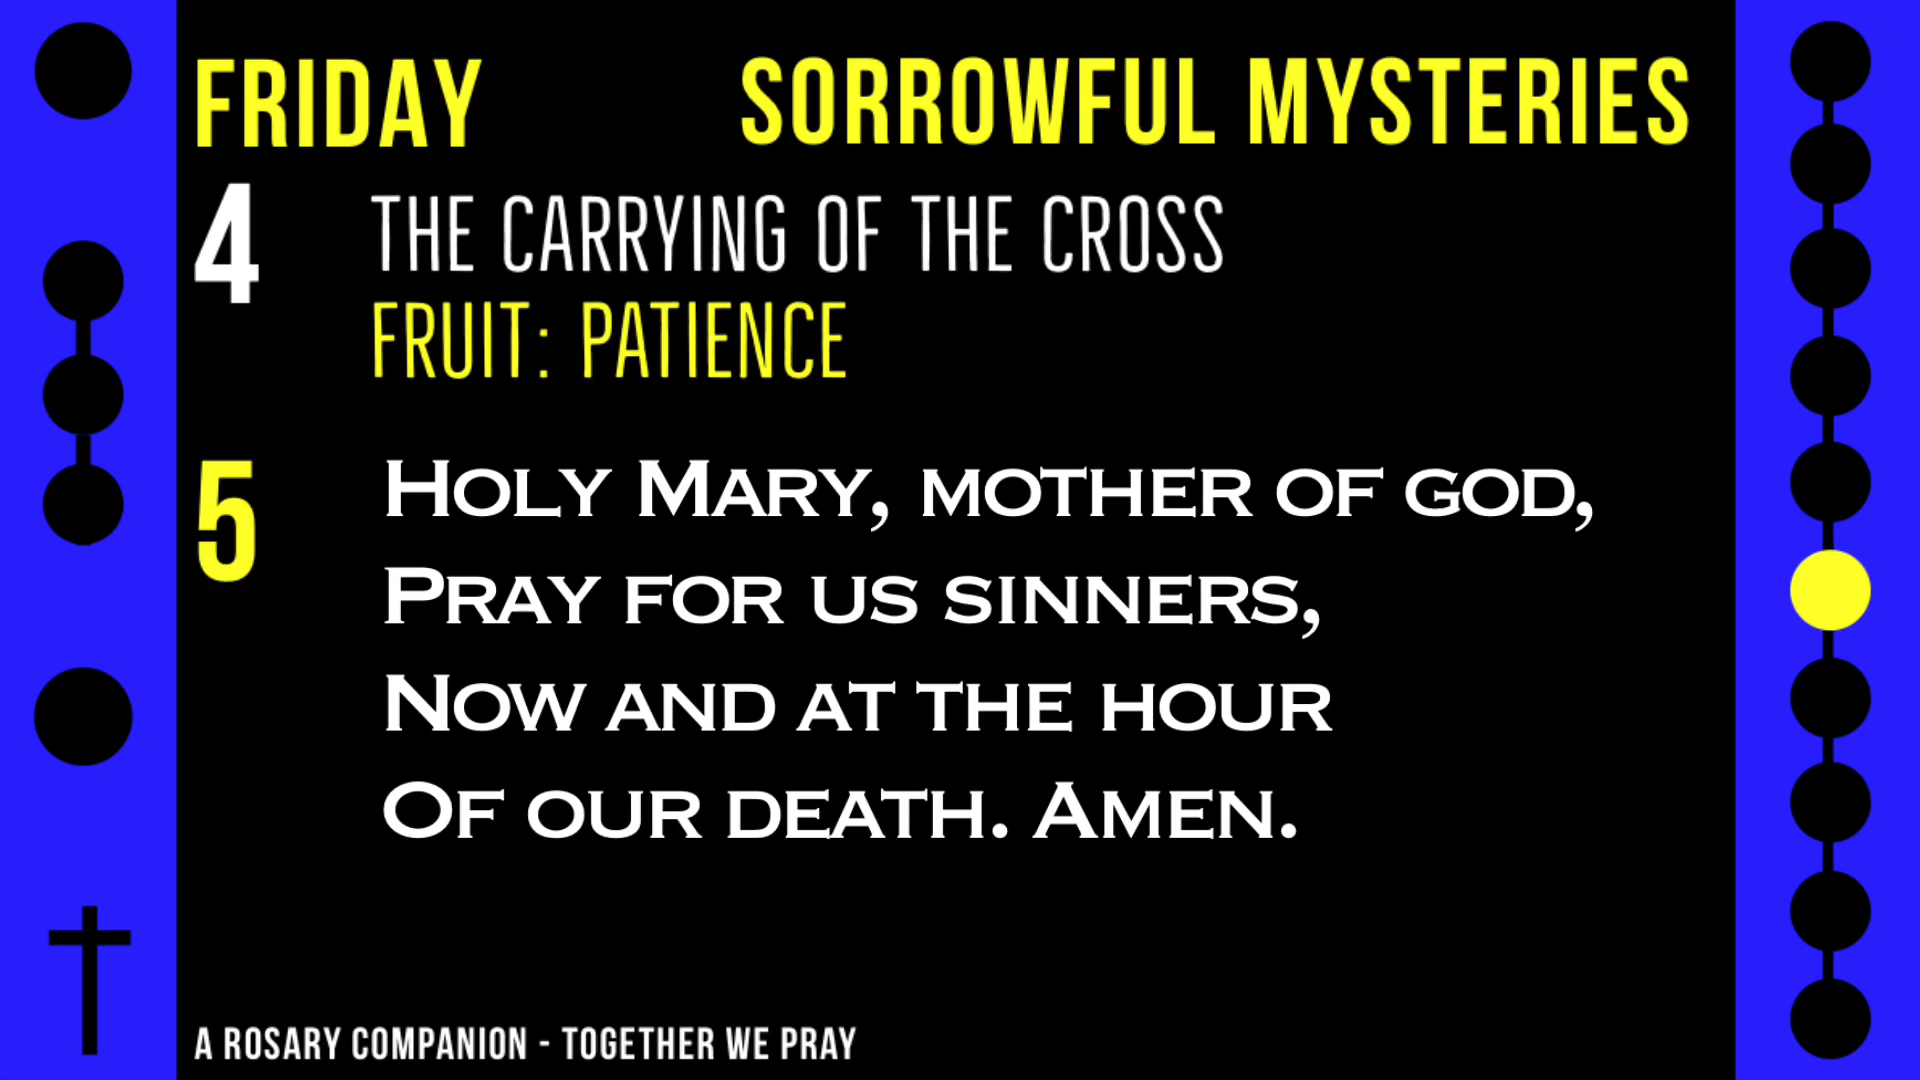 FRIDAY SORROWFUL MYSTERIES
4 THE CARRYING OF THE CROSS
FRUIT: PATIENCE
5 HOLY MARY, MOTHER OF GOD,
PRAY FOR US SINNERS,
NOW AND AT THE HOUR
OF OUR DEATH. AMEN.
A ROSARY COMPANION - TOGETHER WE PRAY